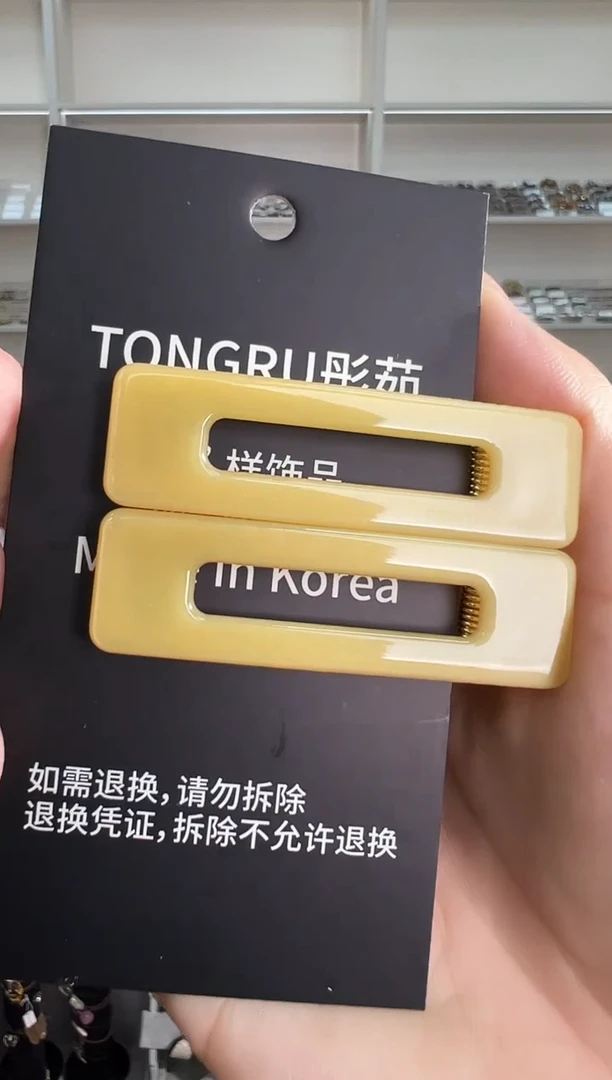 TONGRU彤茹
样饰品
in Korea
如需退换，请勿拆除
退换凭证，拆除不允许退换